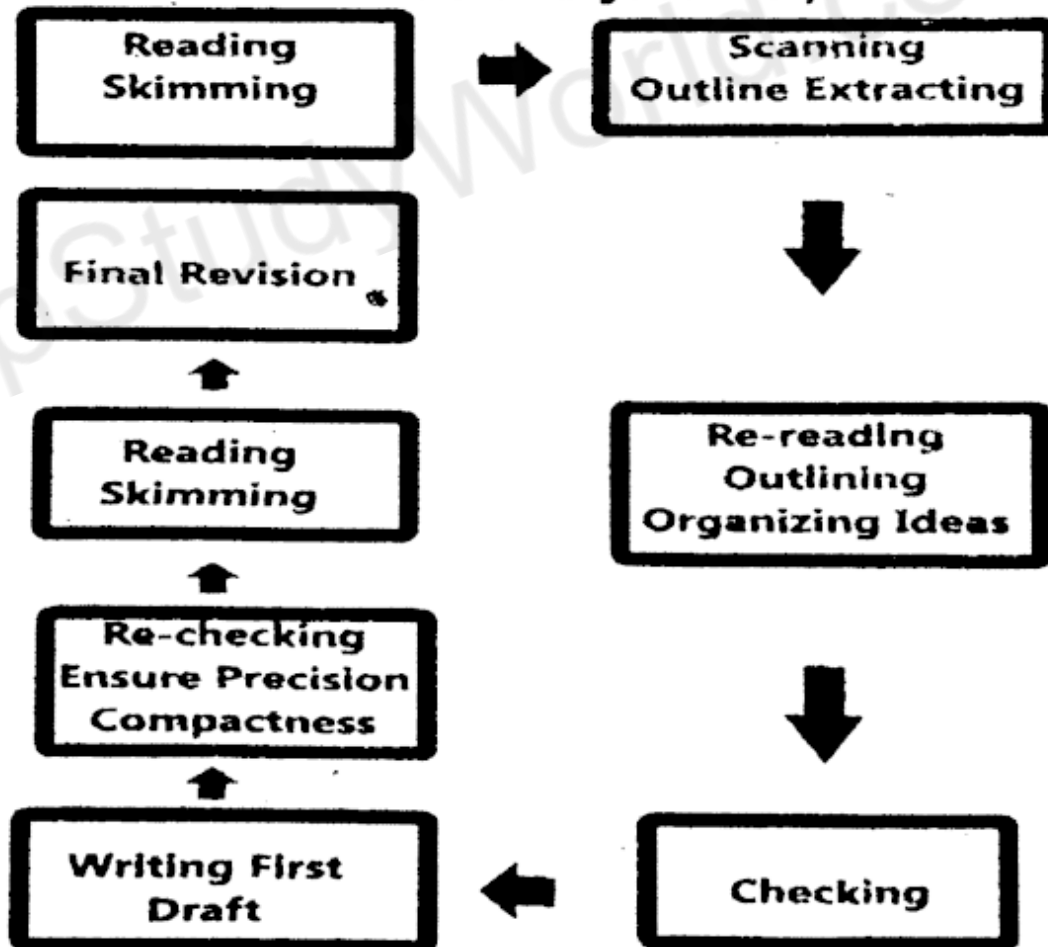 Reading
Skimming
Scanning
Outline Extracting
Re-reading
Outlining
Organizing Ideas
Checking
Writing First
Draft
Re-checking
Ensure Precision
Compactness
Reading
Skimming
Final Revision